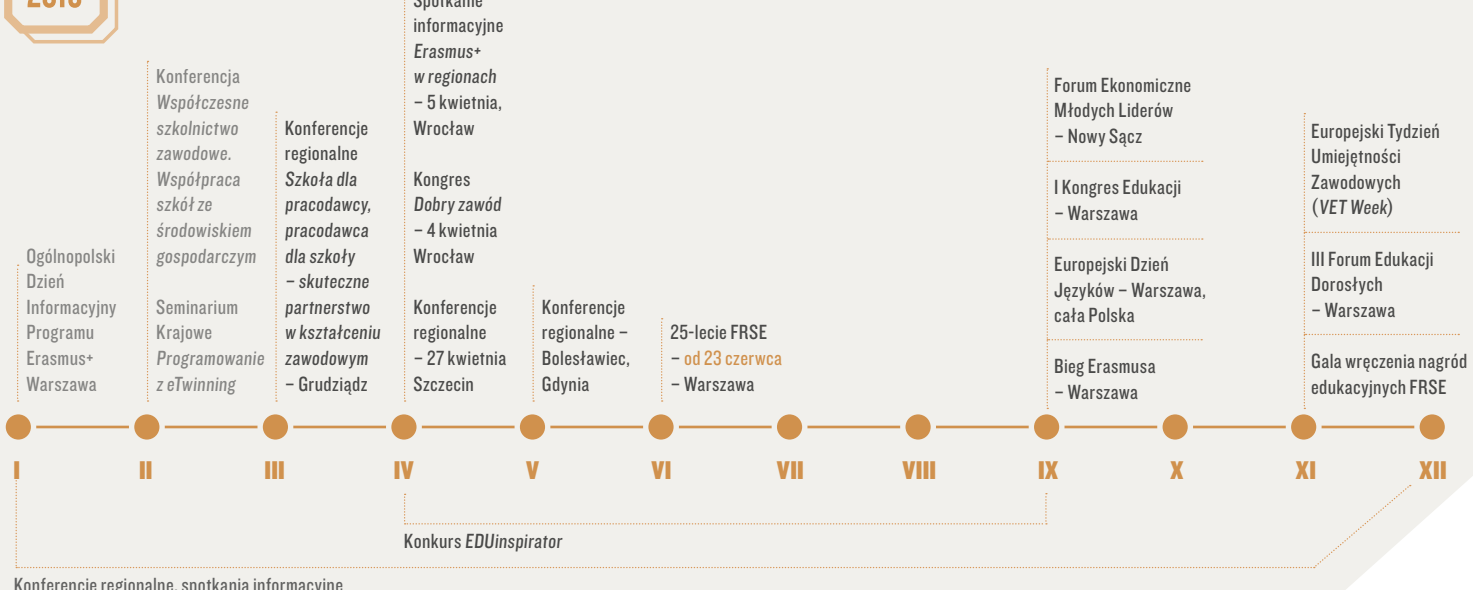 Ogólnopolski
Dzień
Informacyjny
Programu
Erasmus+
Warszawa
Konferencja
Współczesne
szkolnictwo
zawodowe.
Współpraca
szkół ze
środowiskiem
gospodarczym
Seminarium
Krajowe
Programowanie
z eTwinning
Konferencje
regionalne
Szkoła dla
pracodawcy,
pracodawca
dla szkoły
– skuteczne
partnerstwo
w kształceniu
zawodowym
– Grudziądz
Spotkanie
informacyjne
Erasmus+
w regionach
– 5 kwietnia,
Wrocław
Kongres
Dobry zawód
– 4 kwietnia
Wrocław
Konferencje
regionalne
– 27 kwietnia
Szczecin
Konferencje
regionalne –
Bolesławiec,
Gdynia
25-lecie FRSE
– od 23 czerwca
– Warszawa
Forum Ekonomiczne
Młodych Liderów
– Nowy Sącz
I Kongres Edukacji
– Warszawa
Europejski Dzień
Języków – Warszawa,
cała Polska
Bieg Erasmusa
– Warszawa
Europejski Tydzień
Umiejętności
Zawodowych
(VET Week)
III Forum Edukacji
Dorosłych
– Warszawa
Gala wręczenia nagród
edukacyjnych FRSE
I II III IV V VI VII VIII IX X XI XII
Konkurs EDUinspirator
Konferencje regionalne, spotkania informacyjne